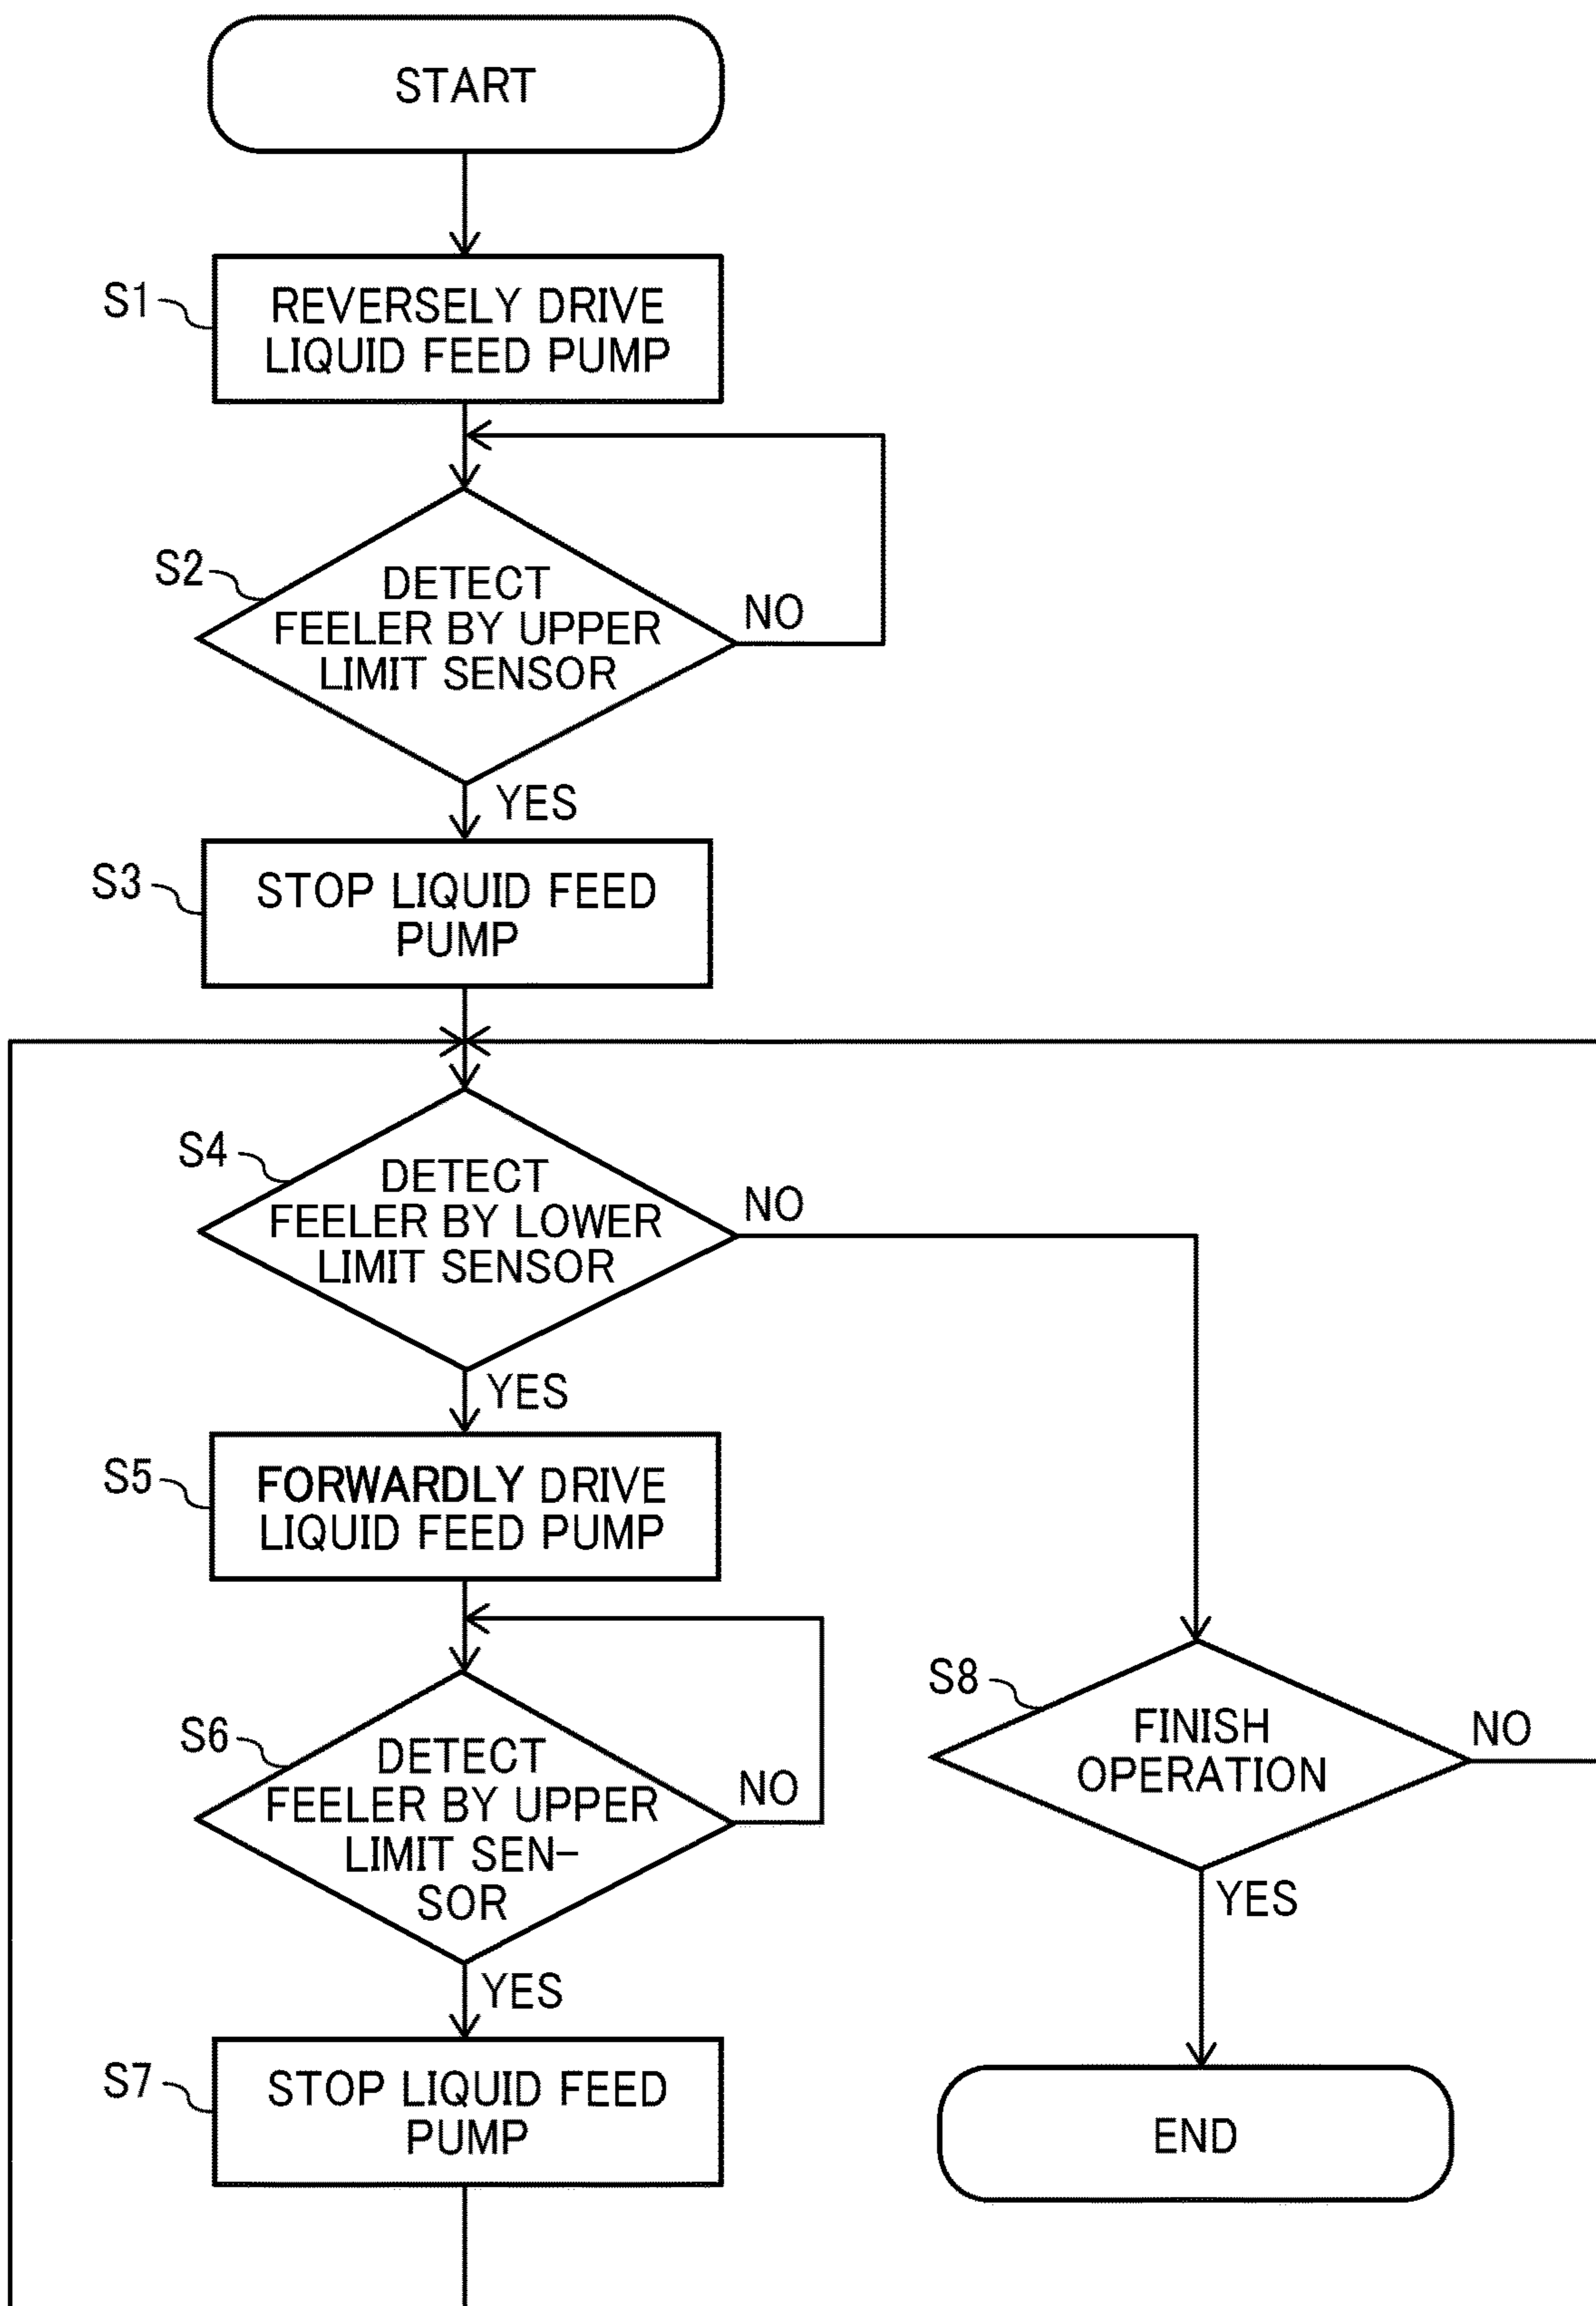 START
S1
REVERSELY DRIVE
LIQUID FEED PUMP
S2
DETECT
FEELER BY UPPER
LIMIT SENSOR
NO
YES
S3
STOP LIQUID FEED
PUMP
S4
DETECT
FEELER BY LOWER
LIMIT SENSOR
NO
YES
S5
FORWARDLY DRIVE
LIQUID FEED PUMP
S6
DETECT
FEELER BY UPPER
LIMIT SEN-
SOR
NO
YES
S7
STOP LIQUID FEED
PUMP
S8
FINISH
OPERATION
NO
YES
END